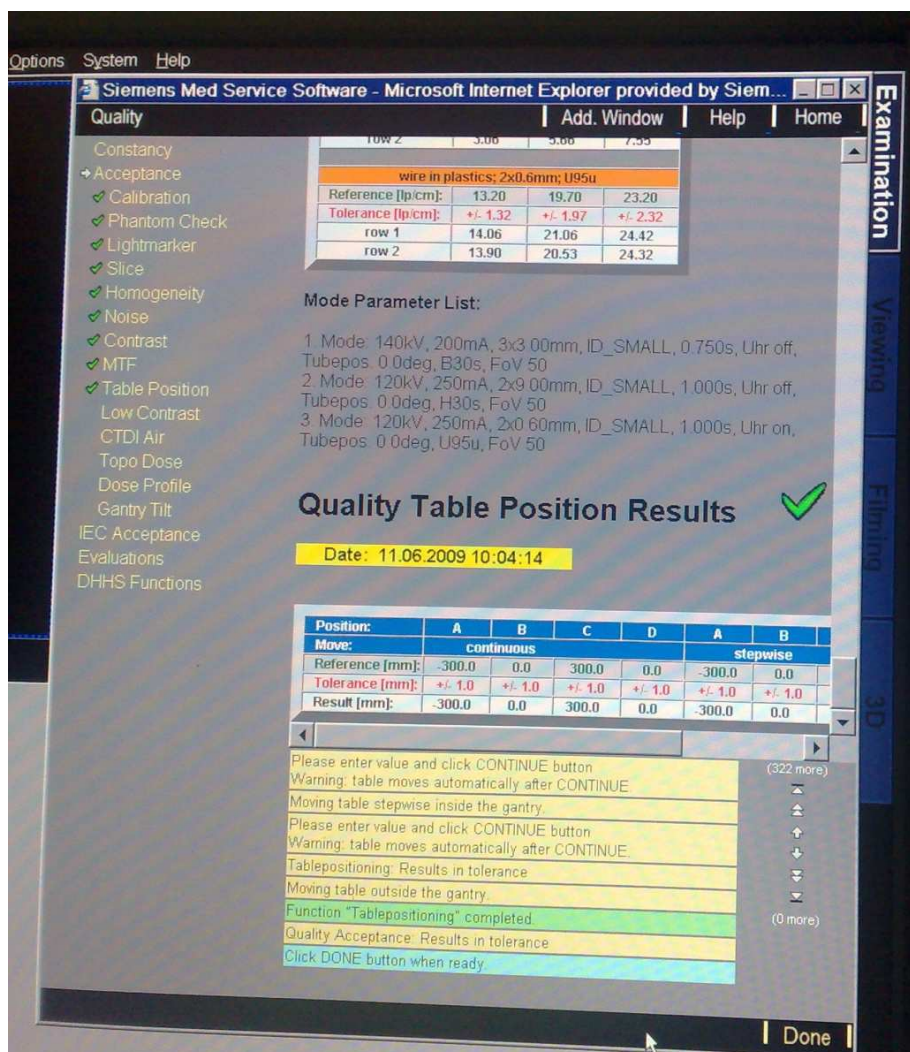 Options System Help
Siemens Med Service Software - Microsoft Internet Explorer provided by Siem...
Quality Add. Window Help Home
Constancy
Acceptance
Calibration
Phantom Check
Lightmarker
Slice
Homogeneity
Noise
Contrast
MTF
Table Position
Low Contrast
CTDI Air
Topo Dose
Dose Profile
Gantry Tilt
IEC Acceptance
Evaluations
DHHS Functions
row 2 3.06 5.66 7.55
wire in plastics; 2x0.6mm; U95u
Reference [lp/cm]: 13.20 19.70 23.20
Tolerance [lp/cm]: +/- 1.32 +/- 1.97 +/- 2.32
row 1 14.06 21.06 24.42
row 2 13.90 20.53 24.32
Mode Parameter List:
1. Mode: 140kV, 200mA, 3x3.00mm, ID_SMALL, 0.750s, Uhr off,
Tubepos. 0.0deg, B30s, FoV 50
2. Mode: 120kV, 250mA, 2x9.00mm, ID_SMALL, 1.000s, Uhr off,
Tubepos. 0.0deg, H30s, FoV 50
3. Mode: 120kV, 250mA, 2x0.60mm, ID_SMALL, 1.000s, Uhr on,
Tubepos. 0.0deg, U95u, FoV 50
Quality Table Position Results
Date: 11.06.2009 10:04:14
Position: A B C D A B
Move: continuous stepwise
Reference [mm]: -300.0 0.0 300.0 0.0 -300.0 0.0
Tolerance [mm]: +/- 1.0 +/- 1.0 +/- 1.0 +/- 1.0 +/- 1.0 +/- 1.0
Result [mm]: -300.0 0.0 300.0 0.0 -300.0 0.0
Please enter value and click CONTINUE button
Warning: table moves automatically after CONTINUE
Moving table stepwise inside the gantry.
Please enter value and click CONTINUE button
Warning: table moves automatically after CONTINUE.
Tablepositioning: Results in tolerance
Moving table outside the gantry.
Function "Tablepositioning" completed.
Quality Acceptance: Results in tolerance
Click DONE button when ready.
(322 more)
(0 more)
Done
Examination
Viewing
Filming
3D